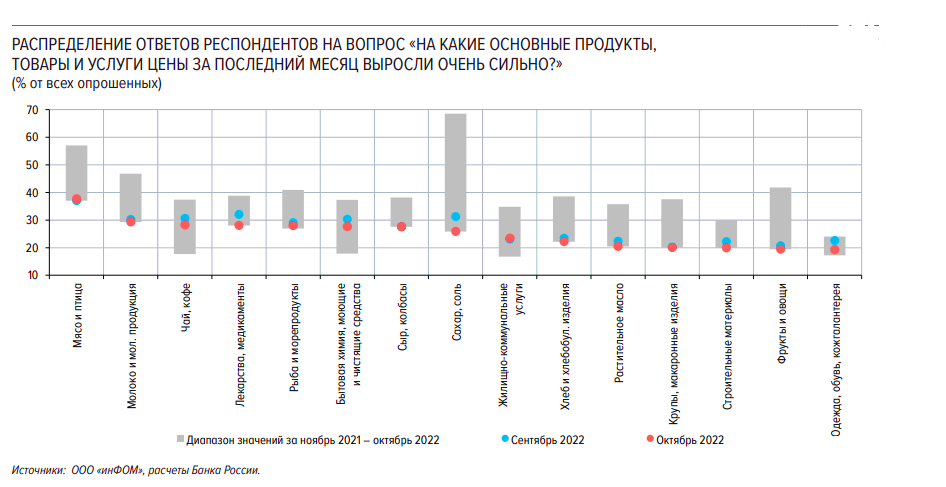 РАСПРЕДЕЛЕНИЕ ОТВЕТОВ РЕСПОНДЕНТОВ НА ВОПРОС «НА КАКИЕ ОСНОВНЫЕ ПРОДУКТЫ,
ТОВАРЫ И УСЛУГИ ЦЕНЫ ЗА ПОСЛЕДНИЙ МЕСЯЦ ВЫРОСЛИ ОЧЕНЬ СИЛЬНО?»
(% от всех опрошенных)
70
60
50
40
30
20
10
Мясо и птица
Молоко и мол. продукция
Чай, кофе
Лекарства, медикаменты
Рыба и морепродукты
Бытовая химия, моющие
и чистящие средства
Сыр, колбасы
Сахар, соль
Жилищно-коммунальные
услуги
Хлеб и хлебобул. изделия
Растительное масло
Крупы, макаронные изделия
Строительные материалы
Фрукты и овощи
Одежда, обувь, кожгалантерея
Диапазон значений за ноябрь 2021 – октябрь 2022
Сентябрь 2022
Октябрь 2022
Источники: ООО «инФОМ», расчеты Банка России.